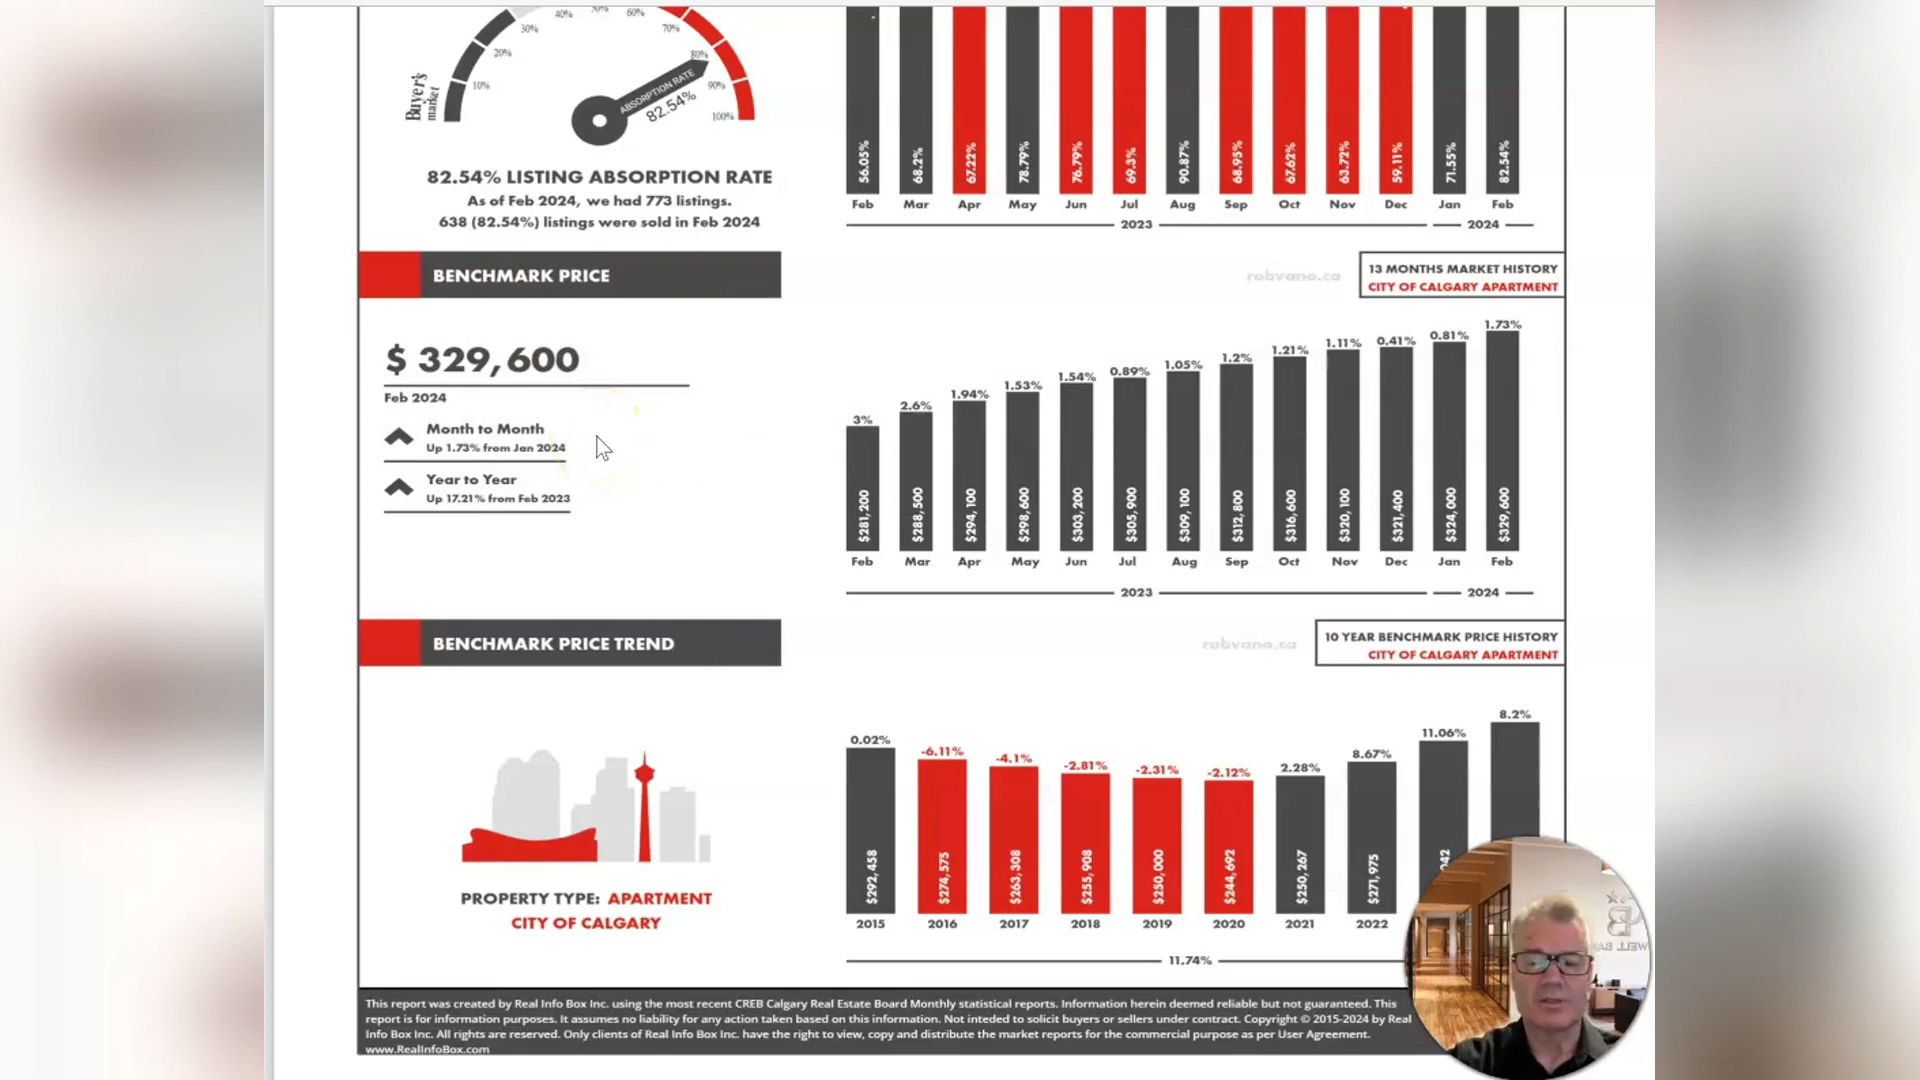 40%
50%
60%
30%
70%
20%
80%
10%
90%
100%
Buyer's
market
ABSORPTION RATE
82.54%
82.54% LISTING ABSORPTION RATE
As of Feb 2024, we had 773 listings.
638 (82.54%) listings were sold in Feb 2024
56.05% 68.2% 67.22% 78.79% 76.79% 69.3% 90.87% 68.95% 67.62% 63.72% 59.11% 71.55% 82.54%
Feb Mar Apr May Jun Jul Aug Sep Oct Nov Dec Jan Feb
2023 2024
BENCHMARK PRICE
robvane.ca
13 MONTHS MARKET HISTORY
CITY OF CALGARY APARTMENT
$ 329,600
Feb 2024
Month to Month
Up 1.73% from Jan 2024
Year to Year
Up 17.21% from Feb 2023
3% 2.6% 1.94% 1.53% 1.54% 0.89% 1.05% 1.2% 1.21% 1.11% 0.41% 0.81% 1.73%
$281,200 $288,500 $294,100 $298,600 $303,200 $305,900 $309,100 $312,800 $316,600 $320,100 $321,400 $324,000 $329,600
Feb Mar Apr May Jun Jul Aug Sep Oct Nov Dec Jan Feb
2023 2024
BENCHMARK PRICE TREND
robvane.ca
10 YEAR BENCHMARK PRICE HISTORY
CITY OF CALGARY APARTMENT
0.02% -6.11% -4.1% -2.81% -2.31% -2.12% 2.28% 8.67% 11.06% 8.2%
$292,458 $274,575 $263,308 $255,908 $250,000 $244,692 $250,267 $271,975 042
2015 2016 2017 2018 2019 2020 2021 2022
11.74%
PROPERTY TYPE: APARTMENT
CITY OF CALGARY
This report was created by Real Info Box Inc. using the most recent CREB Calgary Real Estate Board Monthly statistical reports. Information herein deemed reliable but not guaranteed. This
report is for information purposes. It assumes no liability for any action taken based on this information. Not inteded to solicit buyers or sellers under contract. Copyright © 2015-2024 by Real
Info Box Inc. All rights are reserved. Only clients of Real Info Box Inc. have the right to view, copy and distribute the market reports for the commercial purpose as per User Agreement.
www.RealInfoBox.com